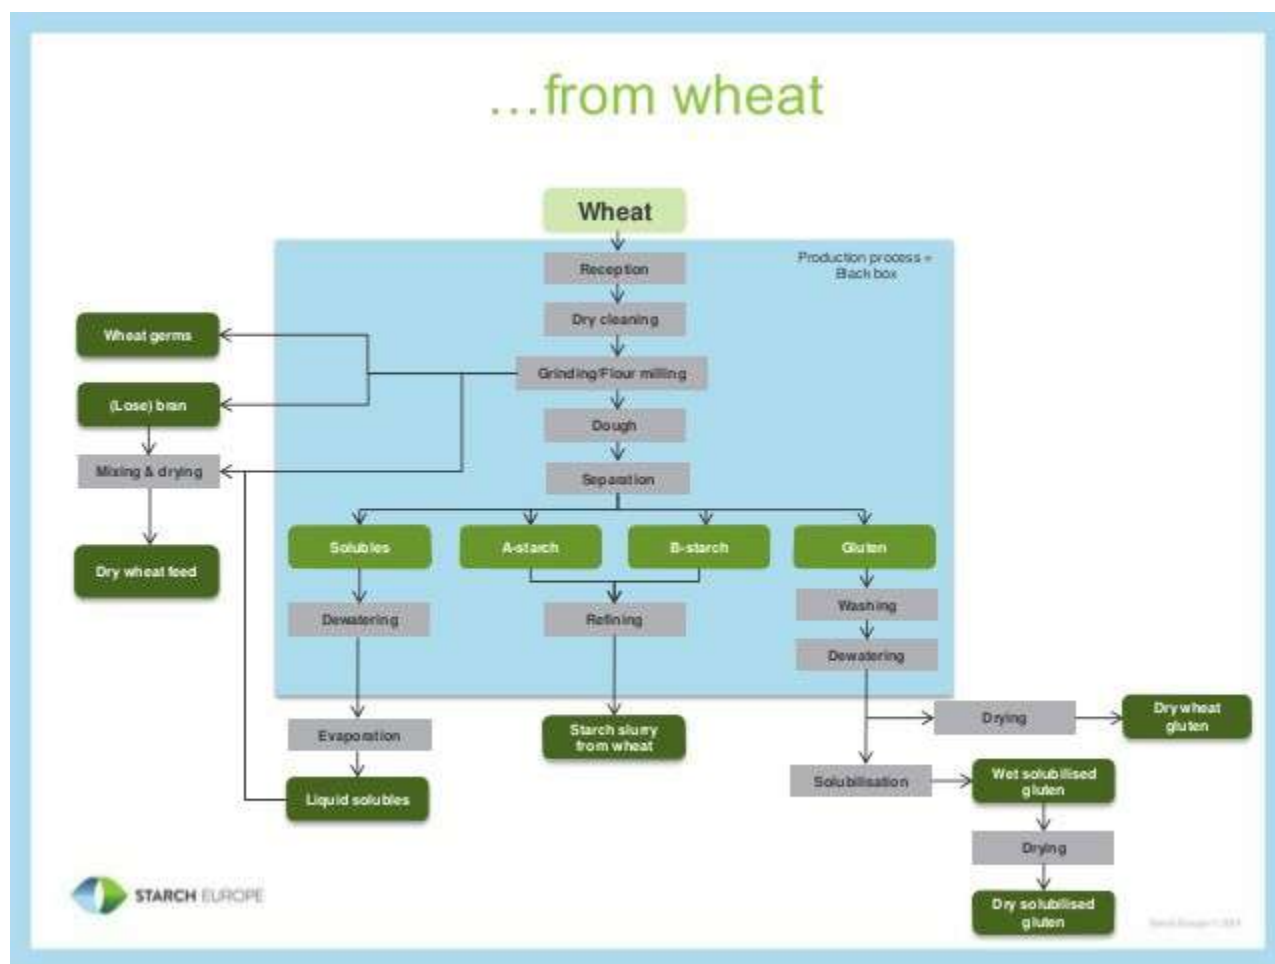 …from wheat
Wheat
Production process =
Blach box
Reception
Dry cleaning
Wheat germs
Grinding/Flour milling
(Lose) bran
Dough
Mixing & drying
Separation
Solubles
A-starch
B-starch
Gluten
Dry wheat feed
Dewatering
Refining
Washing
Dewatering
Evaporation
Starch slurry
from wheat
Drying
Dry wheat
gluten
Liquid solubles
Solubilisation
Wet solubilised
gluten
Drying
STARCH EUROPE
Dry solubilised
gluten